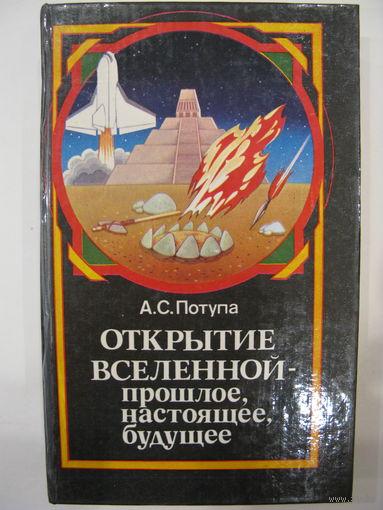 А.С. Потупа
ОТКРЫТИЕ
ВСЕЛЕННОЙ-
прошлое,
настоящее,
будущее